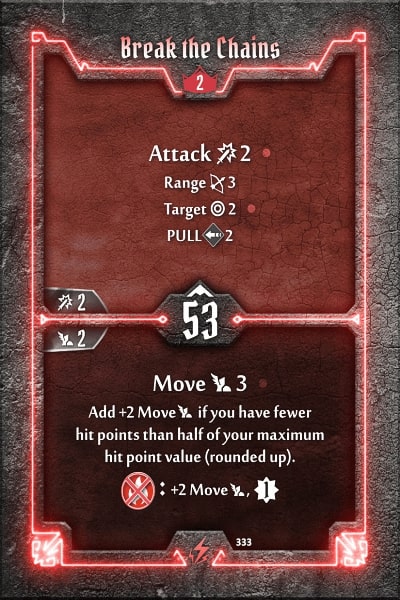 Break the Chains
2
Attack 2
Range 3
Target 2
PULL 2
2
53
2
Move 3
Add +2 Move if you have fewer
hit points than half of your maximum
hit point value (rounded up).
: +2 Move , 1
333